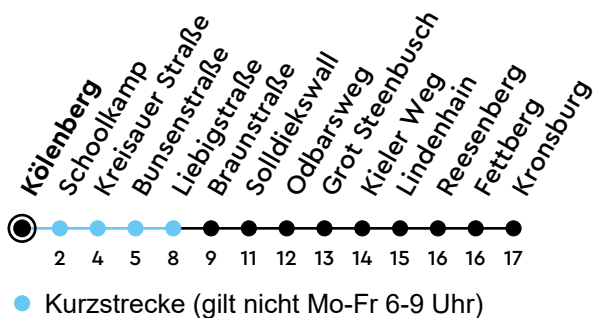 Kölenberg
Schoolkamp
Kreisauer Straße
Bunsenstraße
Liebigstraße
Braunstraße
Solldiekswall
Odbarsweg
Grot Steenbusch
Kieler Weg
Lindenhain
Reesenberg
Fettberg
Kronsburg
2 4 5 8 9 11 12 13 14 15 16 16 17
Kurzstrecke (gilt nicht Mo-Fr 6-9 Uhr)